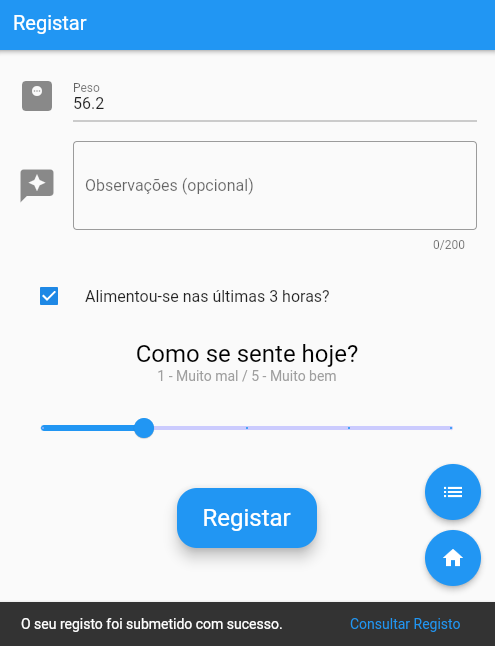 Registar
Peso
56.2
Observações (opcional)
0/200
Alimentou-se nas últimas 3 horas?
Como se sente hoje?
1 - Muito mal / 5 - Muito bem
Registar
O seu registo foi submetido com sucesso.
Consultar Registo